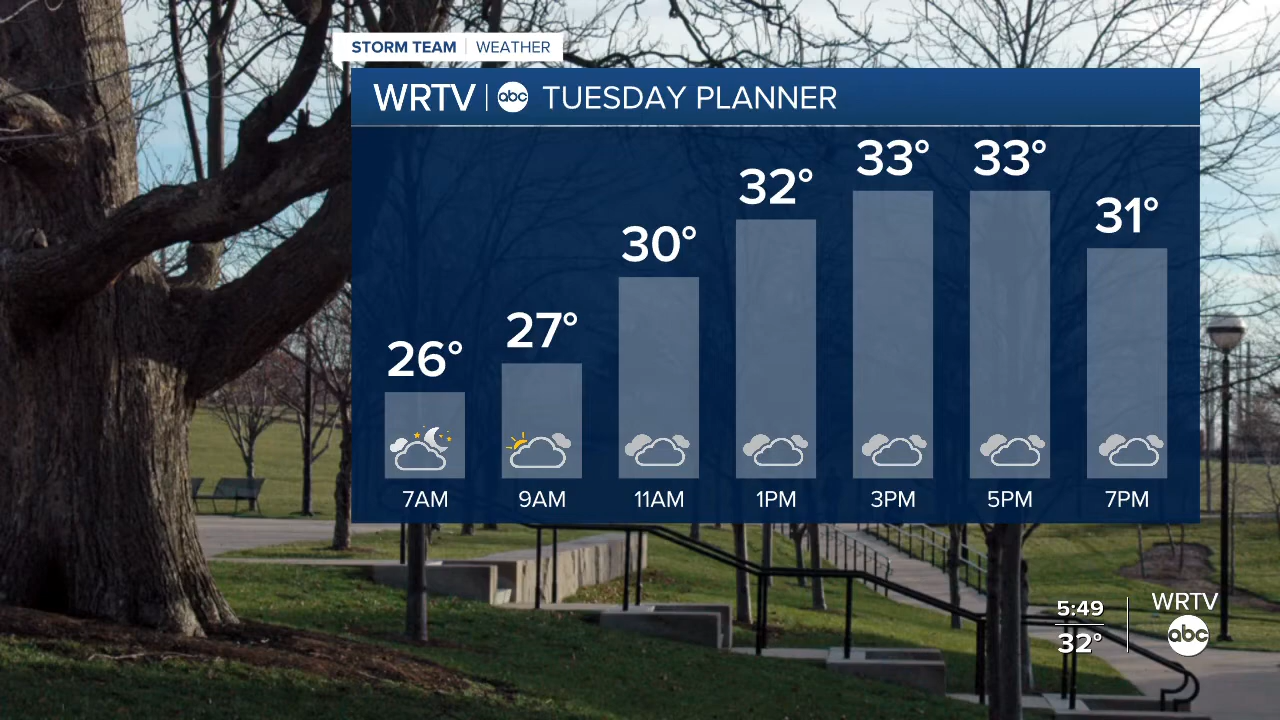 STORM TEAM | WEATHER
WRTV | abc TUESDAY PLANNER
26° 27° 30° 32° 33° 33° 31°
7AM 9AM 11AM 1PM 3PM 5PM 7PM
5:49
32°
WRTV
abc